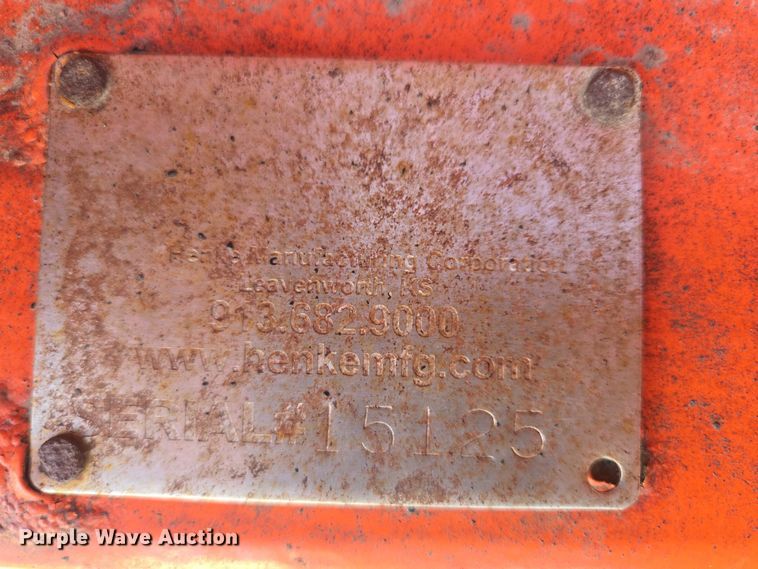 Henke Manufacturing Corporation
Leavenworth, KS
913.682.9000
www.henkemfg.com
SERIAL# 15125
Purple Wave Auction